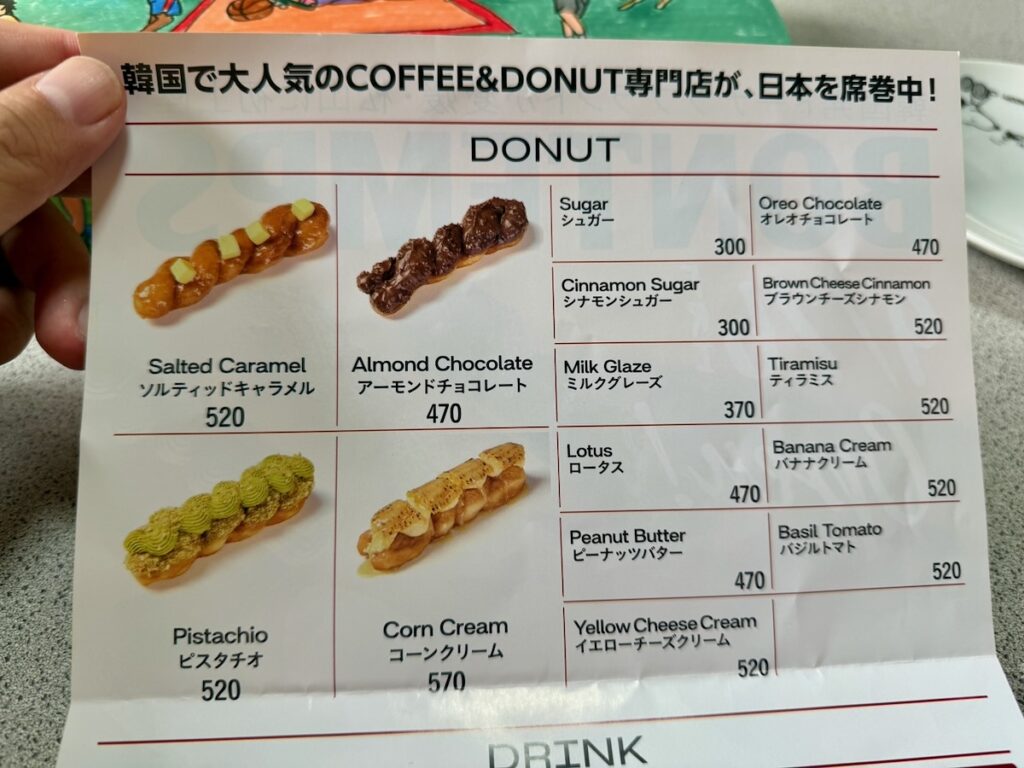 韓国で大人気のCOFFEE&DONUT専門店が、日本を席巻中!
DONUT
Salted Caramel
ソルティッドキャラメル
520
Almond Chocolate
アーモンドチョコレート
470
Pistachio
ピスタチオ
520
Corn Cream
コーンクリーム
570
Sugar
シュガー
300
Cinnamon Sugar
シナモンシュガー
300
Milk Glaze
ミルクグレーズ
370
Lotus
ロータス
470
Peanut Butter
ピーナッツバター
470
Yellow Cheese Cream
イエローチーズクリーム
520
Oreo Chocolate
オレオチョコレート
470
Brown Cheese Cinnamon
ブラウンチーズシナモン
520
Tiramisu
ティラミス
520
Banana Cream
バナナクリーム
520
Basil Tomato
バジルトマト
520
DRINK